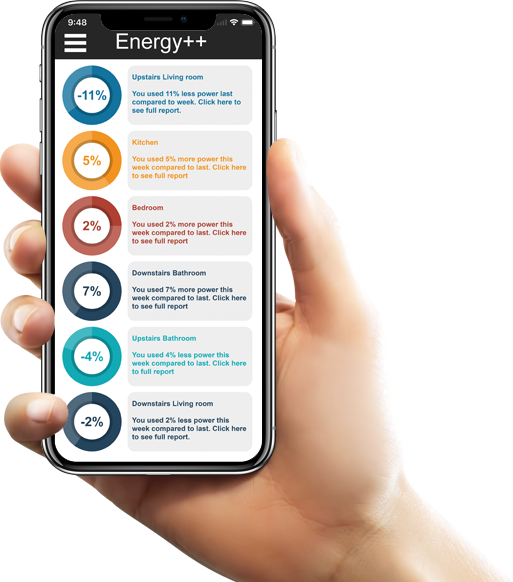 9:48
Energy++
-11%
Upstairs Living room
You used 11% less power last
compared to week. Click here to
see full report.
5%
Kitchen
You used 5% more power this
week compared to last. Click here
to see full report
2%
Bedroom
You used 2% more power this
week compared to last. Click here
to see full report
7%
Downstairs Bathroom
You used 7% more power this
week compared to last. Click here
to see full report
-4%
Upstairs Bathroom
You used 4% less power this
week compared to last. Click here
to full report
-2%
Downstairs Living room
You used 2% less power this
week compared to last. Click here
to see full report.